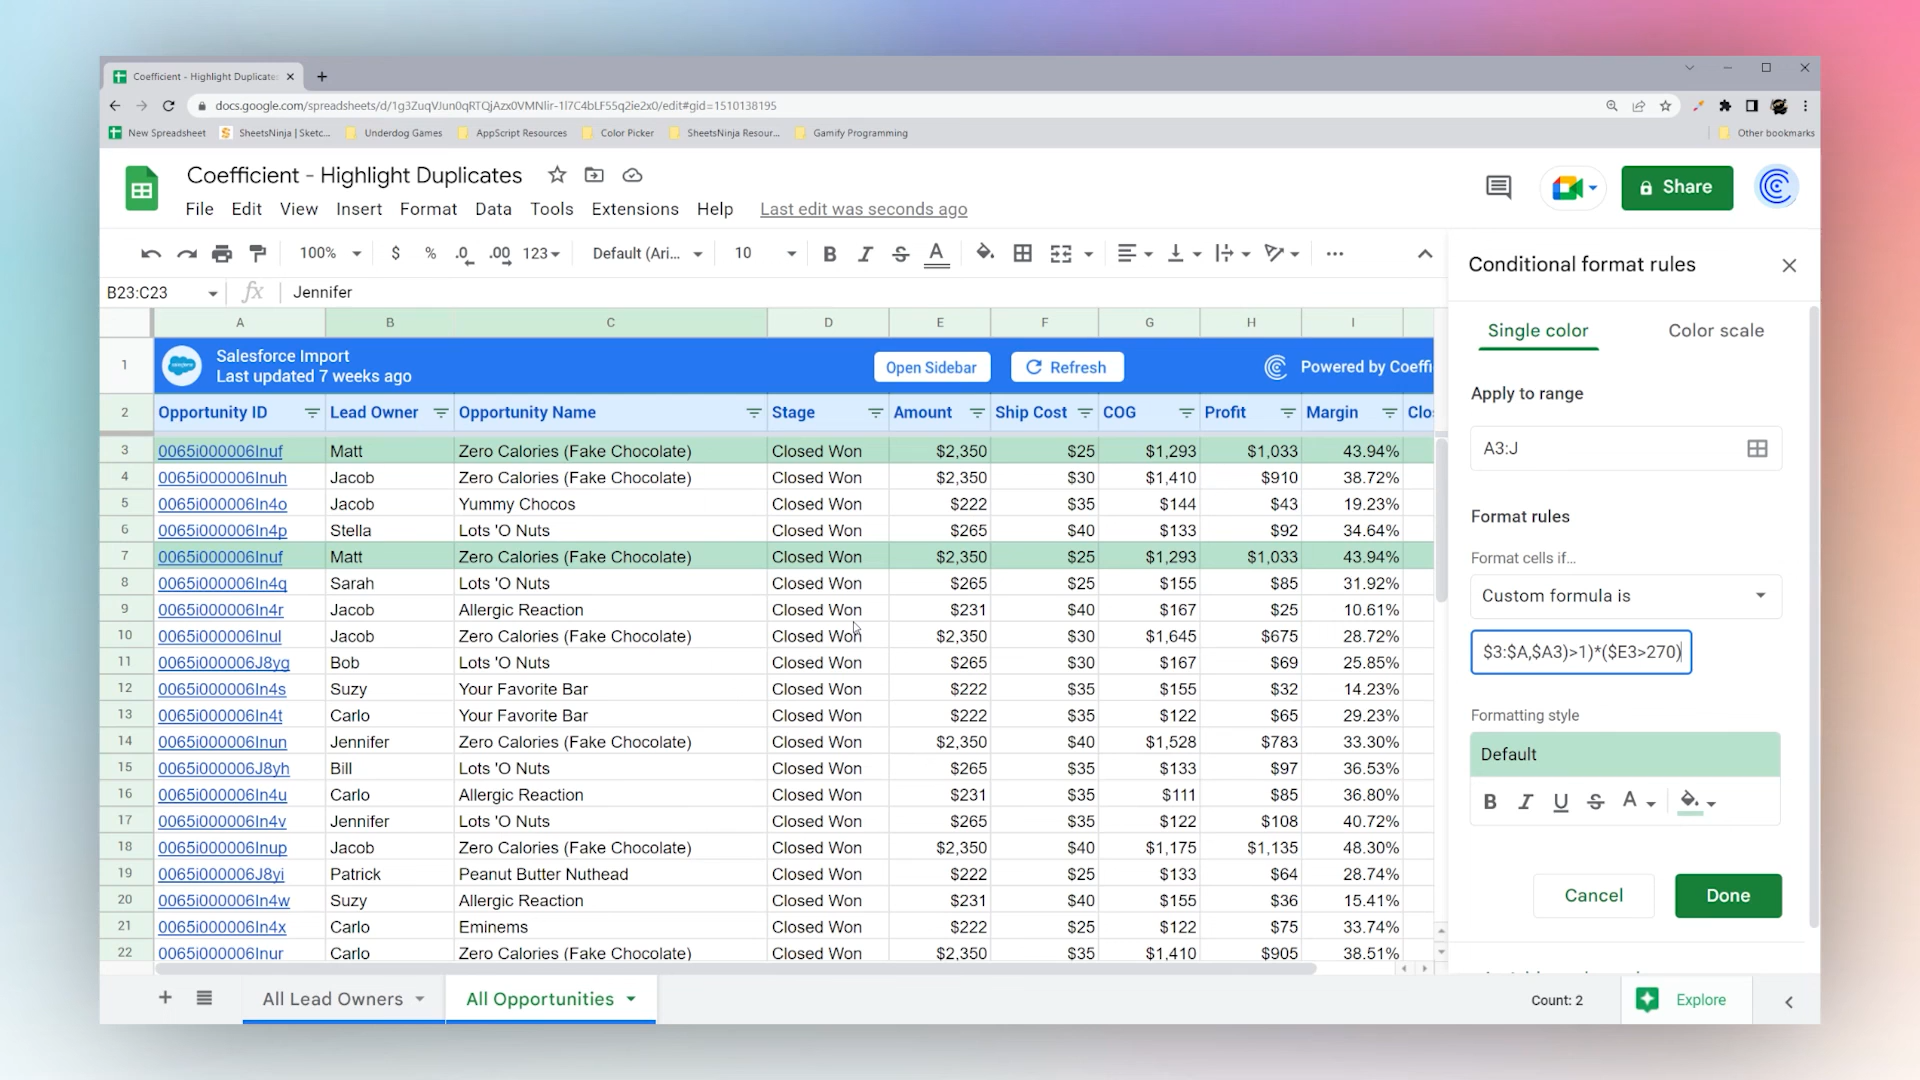 Coefficient - Highlight Duplicate
docs.google.com/spreadsheets/d/1g3ZuqVJun0qRTQjAzx0VMNlir-1l7C4bLF55q2ie2x0/edit#gid=1510138195
New Spreadsheet SheetsNinja | Sketc... Underdog Games AppScript Resources Color Picker SheetsNinja Resour... Gamify Programming Other bookmarks
Coefficient - Highlight Duplicates
Share
File Edit View Insert Format Data Tools Extensions Help Last edit was seconds ago
100% $ % .0 .00 123 Default (Ari... 10 B I S A
Conditional format rules
B23:C23 fx Jennifer
A B C D E F G H I
Single color Color scale
1 Salesforce Import
Last updated 7 weeks ago
Open Sidebar Refresh Powered by Coeffi
Apply to range
2 Opportunity ID Lead Owner Opportunity Name Stage Amount Ship Cost COG Profit Margin Clo
3 0065i000006Inuf Matt Zero Calories (Fake Chocolate) Closed Won $2,350 $25 $1,293 $1,033 43.94%
A3:J
4 0065i000006Inuh Jacob Zero Calories (Fake Chocolate) Closed Won $2,350 $30 $1,410 $910 38.72%
5 0065i000006In4o Jacob Yummy Chocos Closed Won $222 $35 $144 $43 19.23%
Format rules
6 0065i000006In4p Stella Lots 'O Nuts Closed Won $265 $40 $133 $92 34.64%
7 0065i000006Inuf Matt Zero Calories (Fake Chocolate) Closed Won $2,350 $25 $1,293 $1,033 43.94%
Format cells if...
8 0065i000006In4q Sarah Lots 'O Nuts Closed Won $265 $25 $155 $85 31.92%
Custom formula is
9 0065i000006In4r Jacob Allergic Reaction Closed Won $231 $40 $167 $25 10.61%
10 0065i000006Inul Jacob Zero Calories (Fake Chocolate) Closed Won $2,350 $30 $1,645 $675 28.72%
$3:$A,$A3)>1)*($E3>270)
11 0065i000006J8yg Bob Lots 'O Nuts Closed Won $265 $30 $167 $69 25.85%
12 0065i000006In4s Suzy Your Favorite Bar Closed Won $222 $35 $155 $32 14.23%
13 0065i000006In4t Carlo Your Favorite Bar Closed Won $222 $35 $122 $65 29.23%
Formatting style
14 0065i000006Inun Jennifer Zero Calories (Fake Chocolate) Closed Won $2,350 $40 $1,528 $783 33.30%
Default
15 0065i000006J8yh Bill Lots 'O Nuts Closed Won $265 $35 $133 $97 36.53%
16 0065i000006In4u Carlo Allergic Reaction Closed Won $231 $35 $111 $85 36.80%
B I U S A
17 0065i000006In4v Jennifer Lots 'O Nuts Closed Won $265 $35 $122 $108 40.72%
18 0065i000006Inup Jacob Zero Calories (Fake Chocolate) Closed Won $2,350 $40 $1,175 $1,135 48.30%
19 0065i000006J8yi Patrick Peanut Butter Nuthead Closed Won $222 $25 $133 $64 28.74%
20 0065i000006In4w Suzy Allergic Reaction Closed Won $231 $40 $155 $36 15.41%
Cancel Done
21 0065i000006In4x Carlo Eminems Closed Won $222 $25 $122 $75 33.74%
22 0065i000006Inur Carlo Zero Calories (Fake Chocolate) Closed Won $2,350 $35 $1,410 $905 38.51%
All Lead Owners All Opportunities Count: 2 Explore